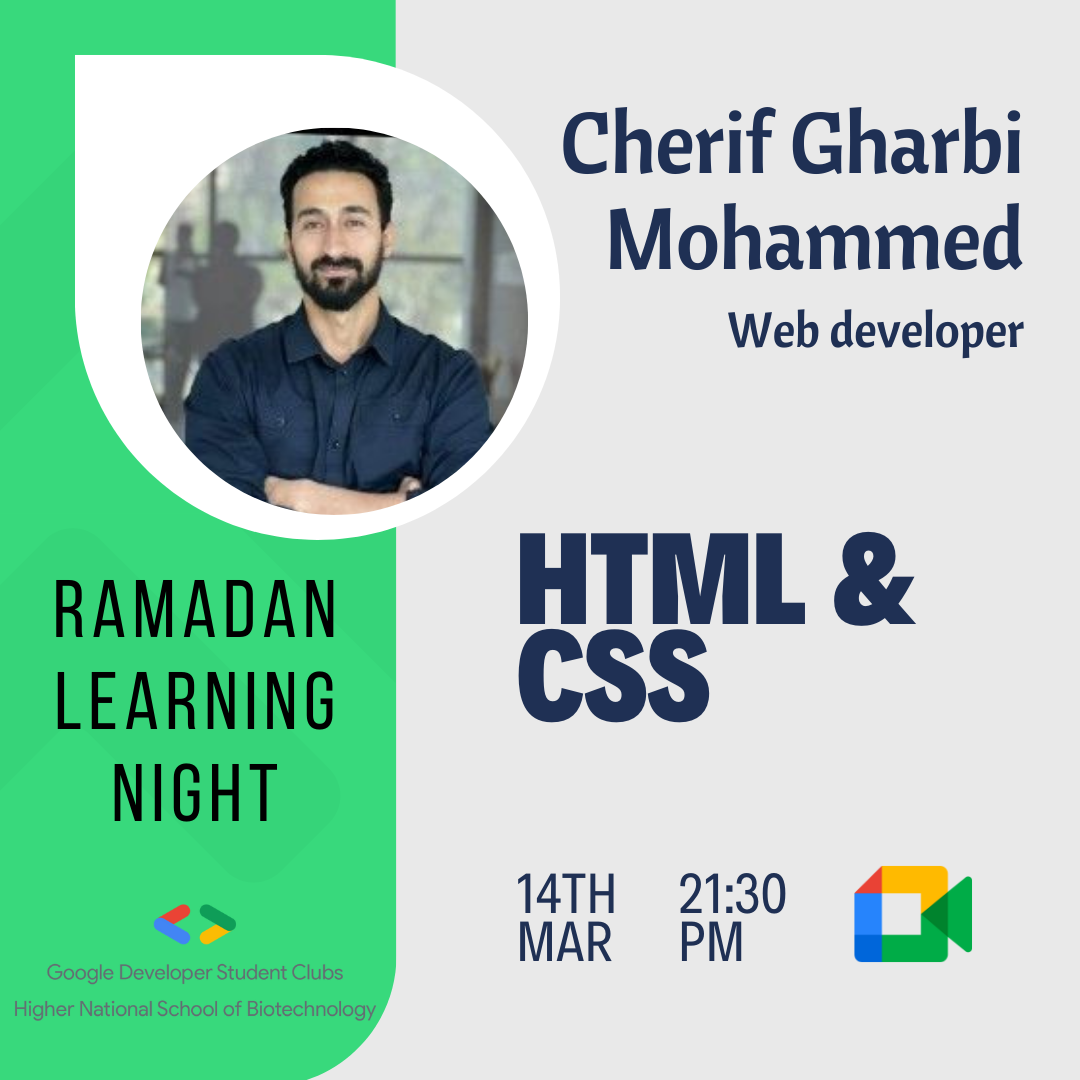 Cherif Gharbi
Mohammed
Web developer
HTML &
CSS
RAMADAN
LEARNING
NIGHT
14TH
MAR
21:30
PM
Google Developer Student Clubs
Higher National School of Biotechnology